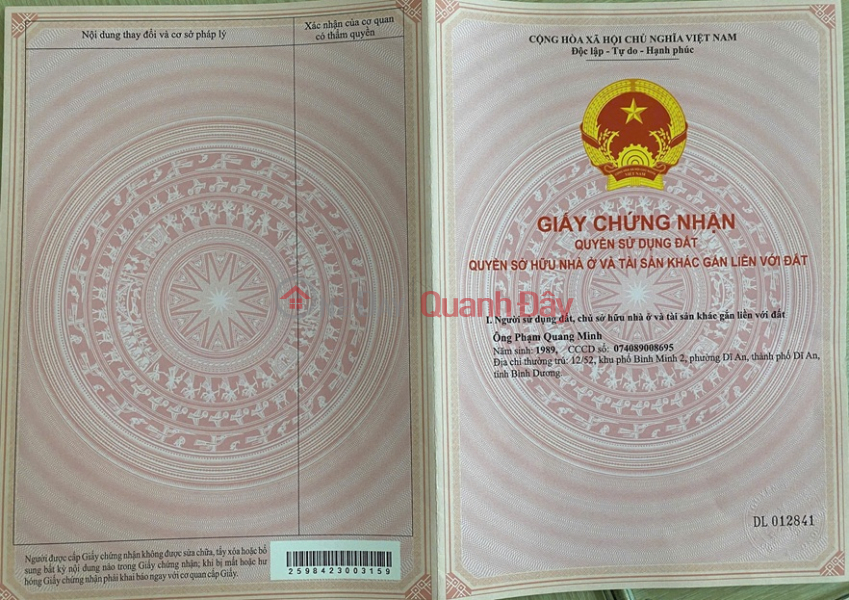 Nội dung thay đổi và cơ sở pháp lý
Xác nhận của cơ quan
có thẩm quyền
Người được cấp Giấy chứng nhận không được sửa chữa, tẩy xóa hoặc bổ
sung bất kỳ nội dung nào trong Giấy chứng nhận; khi bị mất hoặc hư
hỏng Giấy chứng nhận phải khai báo ngay với cơ quan cấp Giấy.
2598423003159
CỘNG HÒA XÃ HỘI CHỦ NGHĨA VIỆT NAM
Độc lập - Tự do - Hạnh phúc
VIỆT NAM
GIẤY CHỨNG NHẬN
QUYỀN SỬ DỤNG ĐẤT
QUYỀN SỞ HỮU NHÀ Ở VÀ TÀI SẢN KHÁC GẮN LIỀN VỚI ĐẤT
Quanh Đây
I. Người sử dụng đất, chủ sở hữu nhà ở và tài sản khác gắn liền với đất
Ông Phạm Quang Minh
Năm sinh: 1989, CCCD số: 074089008695
Địa chỉ thường trú: 12/52, khu phố Bình Minh 2, phường Dĩ An, thành phố Dĩ An,
tỉnh Bình Dương
DL 012841